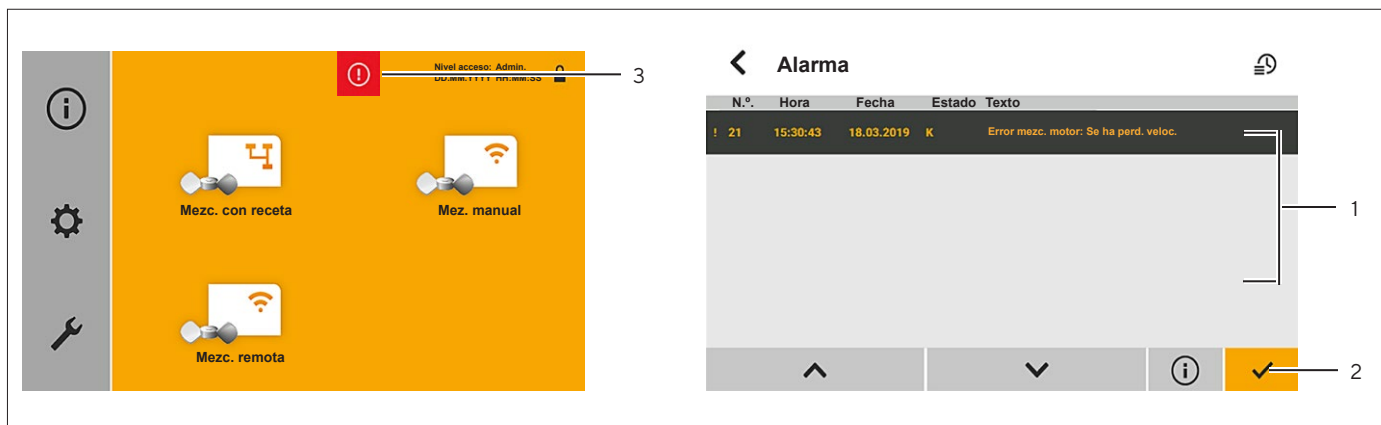 Nivel acceso: Admin.
DD.MM.YYYY HH:MM:SS
3
Mezc. con receta
Mez. manual
Mezc. remota
Alarma
N.º. Hora Fecha Estado Texto
! 21 15:30:43 18.03.2019 K Error mezc. motor: Se ha perd. veloc.
1
2